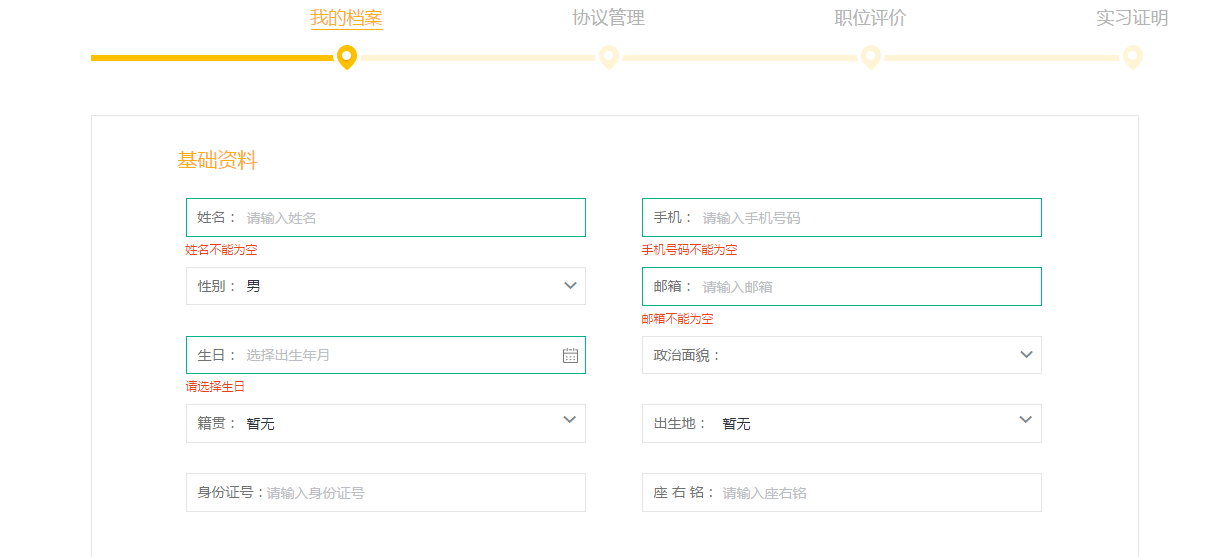 我的档案 协议管理 职位评价 实习证明
基础资料
姓名： 请输入姓名 手机： 请输入手机号码
姓名不能为空 手机号码不能为空
性别： 男 邮箱： 请输入邮箱
邮箱不能为空
生日： 选择出生年月 政治面貌：
请选择生日
籍贯： 暂无 出生地： 暂无
身份证号：请输入身份证号 座 右 铭： 请输入座右铭